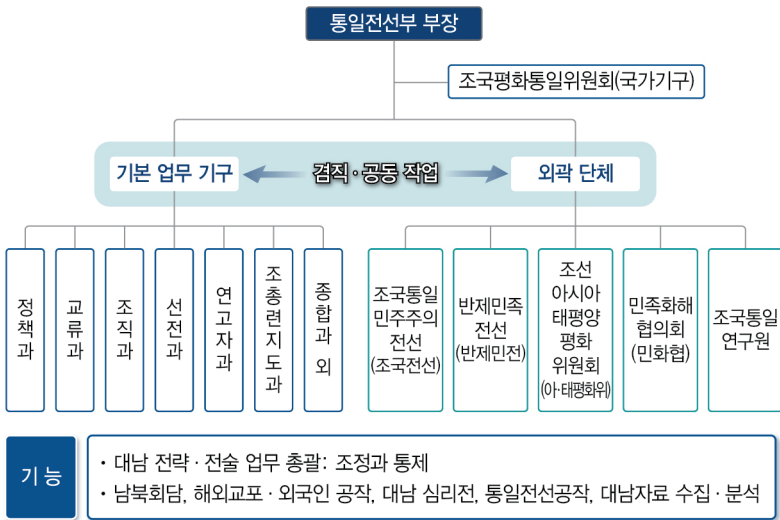 통일전선부 부장
조국평화통일위원회(국가기구)
기본 업무 기구
겸직·공동 작업
외곽 단체
정책과
교류과
조직과
선전과
연고자과
조총련지도과
종합과 외
조국통일
민주주의
전선
(조국전선)
반제민족
전선
(반제민전)
조선
아시아
태평양
평화
위원회
(아·태평화위)
민족화해
협의회
(민화협)
조국통일
연구원
기능
· 대남 전략·전술 업무 총괄: 조정과 통제
· 남북회담, 해외교포·외국인 공작, 대남 심리전, 통일전선공작, 대남자료 수집·분석